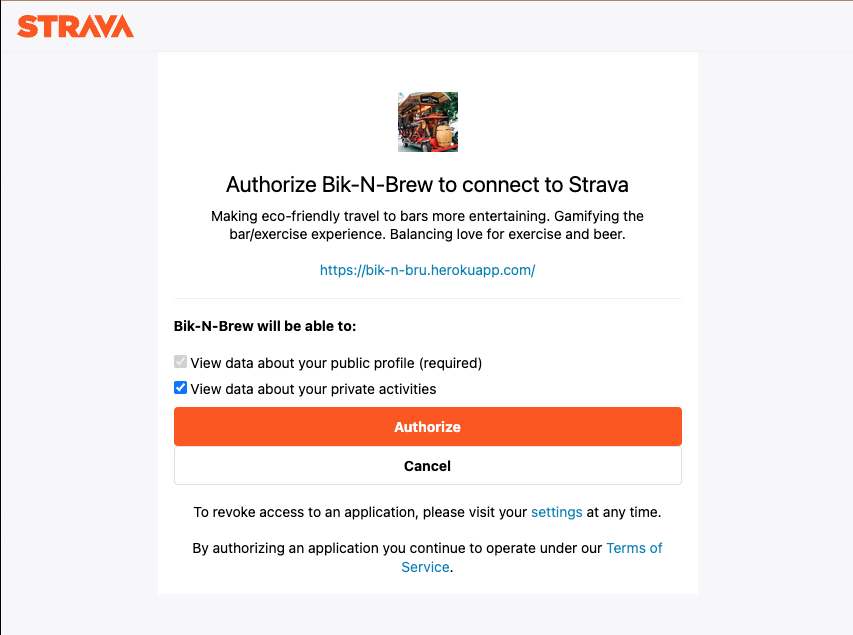 STRAVA
Authorize Bik-N-Brew to connect to Strava
Making eco-friendly travel to bars more entertaining. Gamifying the
bar/exercise experience. Balancing love for exercise and beer.
https://bik-n-bru.herokuapp.com/
Bik-N-Brew will be able to:
View data about your public profile (required)
View data about your private activities
Authorize
Cancel
To revoke access to an application, please visit your settings at any time.
By authorizing an application you continue to operate under our Terms of
Service.